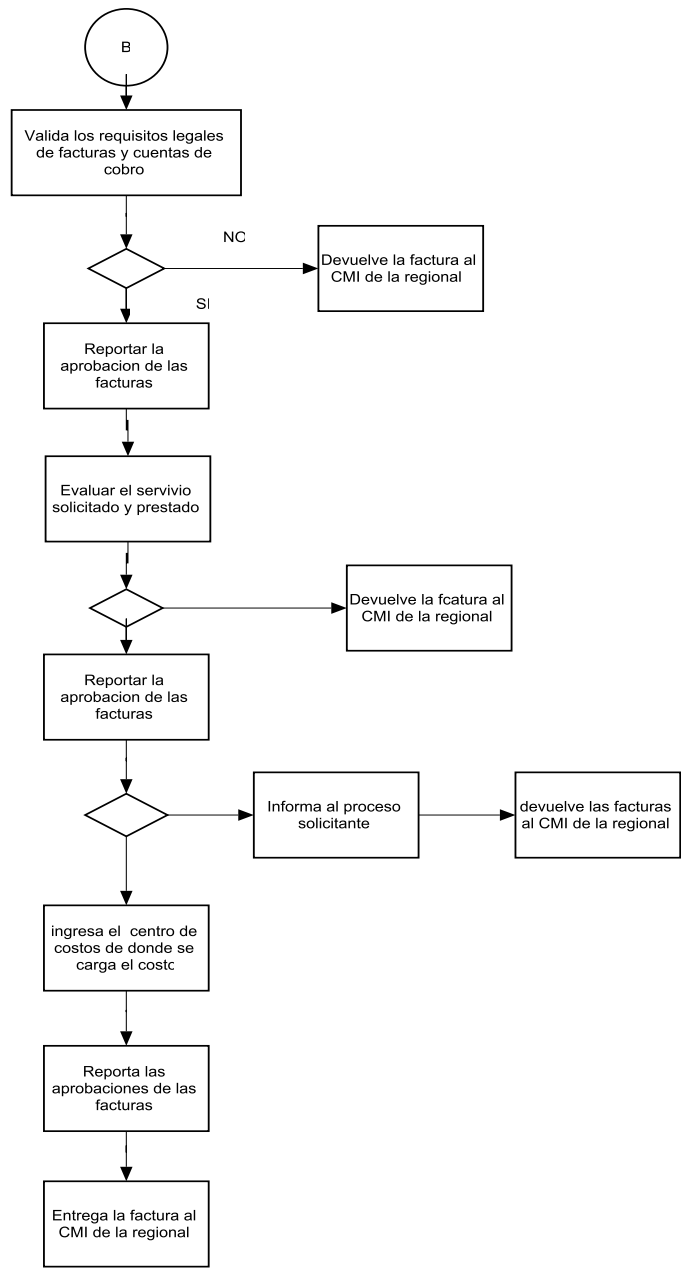 B
Valida los requisitos legales
de facturas y cuentas de
cobro
NO
Devuelve la factura al
CMI de la regional
SI
Reportar la
aprobacion de las
facturas
Evaluar el servivio
solicitado y prestado
Devuelve la fcatura al
CMI de la regional
Reportar la
aprobacion de las
facturas
Informa al proceso
solicitante
devuelve las facturas
al CMI de la regional
ingresa el centro de
costos de donde se
carga el costo
Reporta las
aprobaciones de las
facturas
Entrega la factura al
CMI de la regional